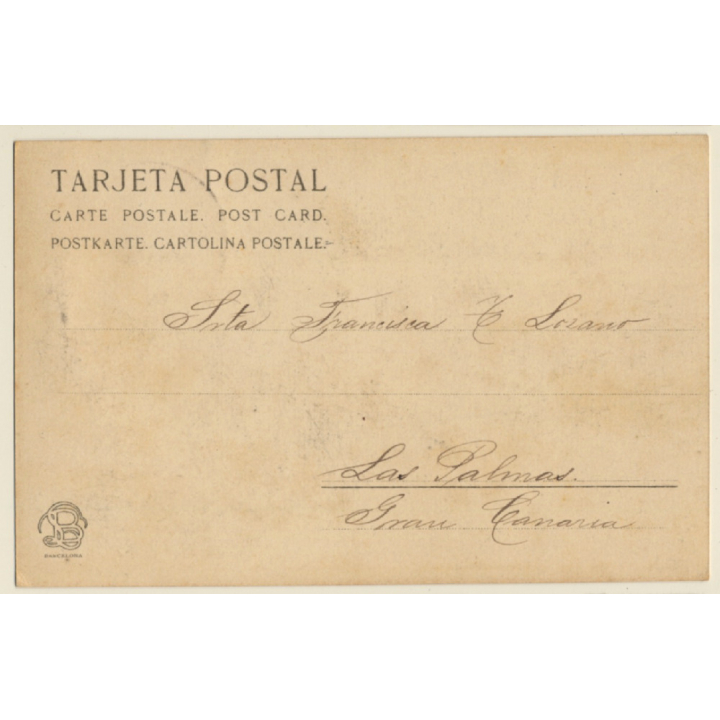 TARJETA POSTAL
CARTE POSTALE. POST CARD.
POSTKARTE. CARTOLINA POSTALE.
Srta Francisca T Lozano
Las Palmas.
Gran Canaria
BARCELONA